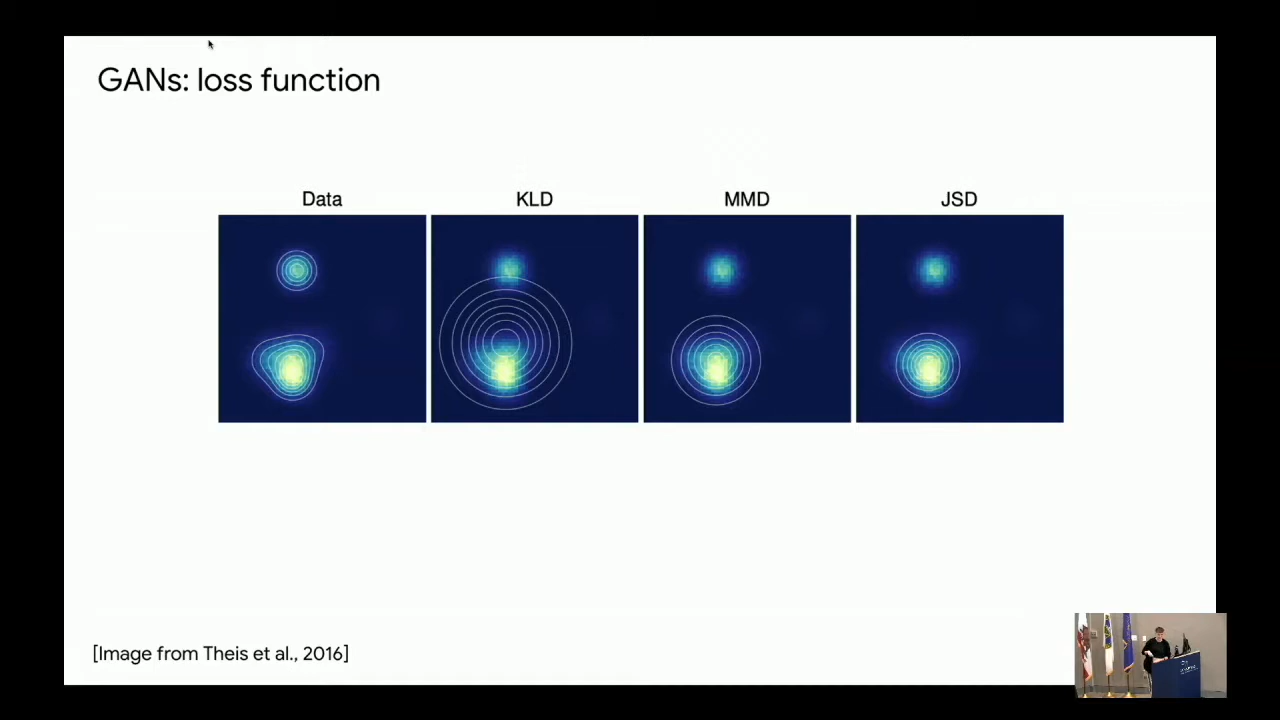 GANs: loss function
Data
KLD
MMD
JSD
[Image from Theis et al., 2016]